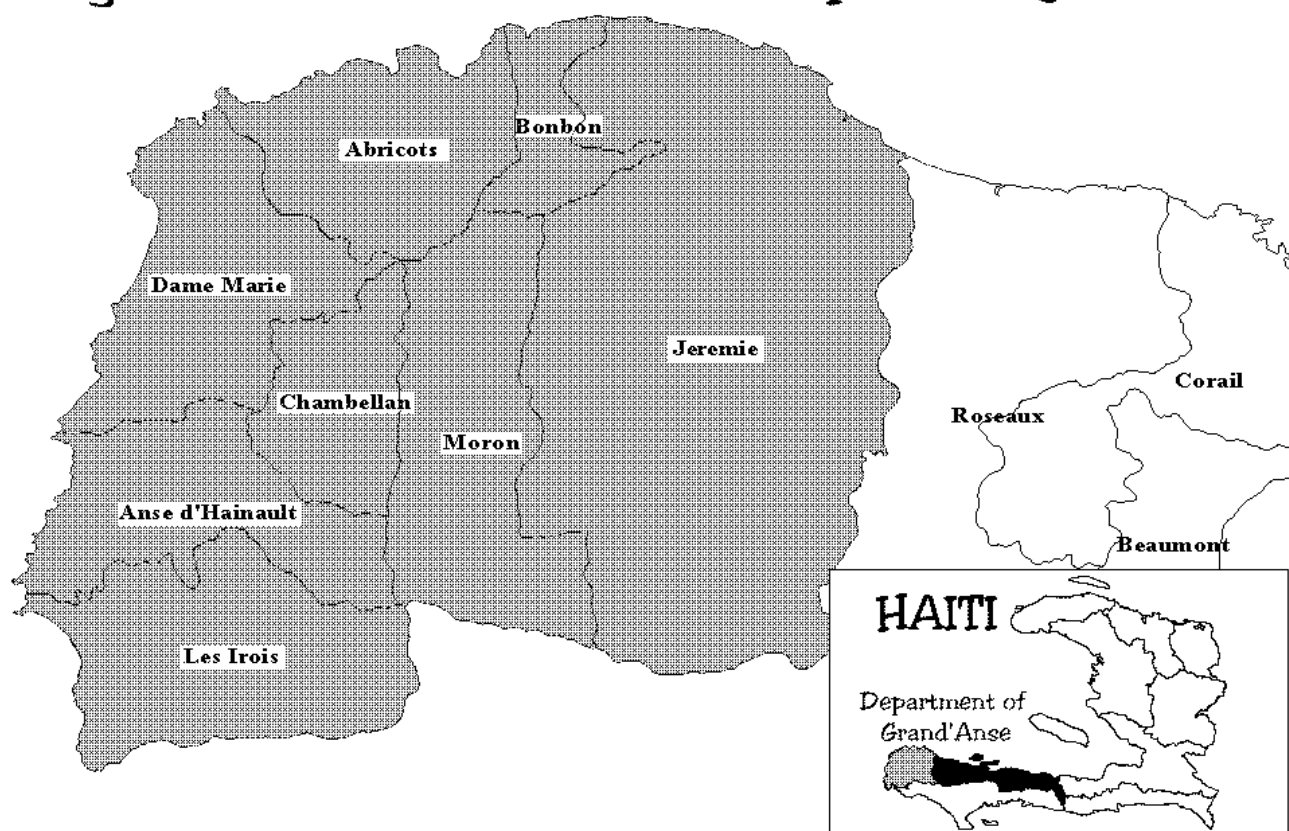 Bonbon
Abricots
Dame Marie
Jeremie
Corail
Chambellan
Roseaux
Moron
Anse d'Hainault
Beaumont
Les Irois
HAITI
Department of
Grand'Anse